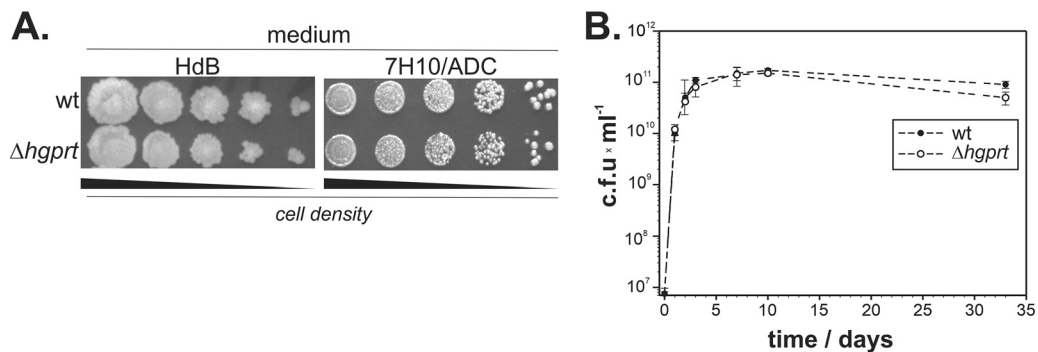 A.
medium
HdB 7H10/ADC
wt
Δhgprt
cell density
B.
c.f.u × ml⁻¹
10¹²
10¹¹
10¹⁰
10⁹
10⁸
10⁷
wt
Δhgprt
0 5 10 15 20 25 30 35
time / days